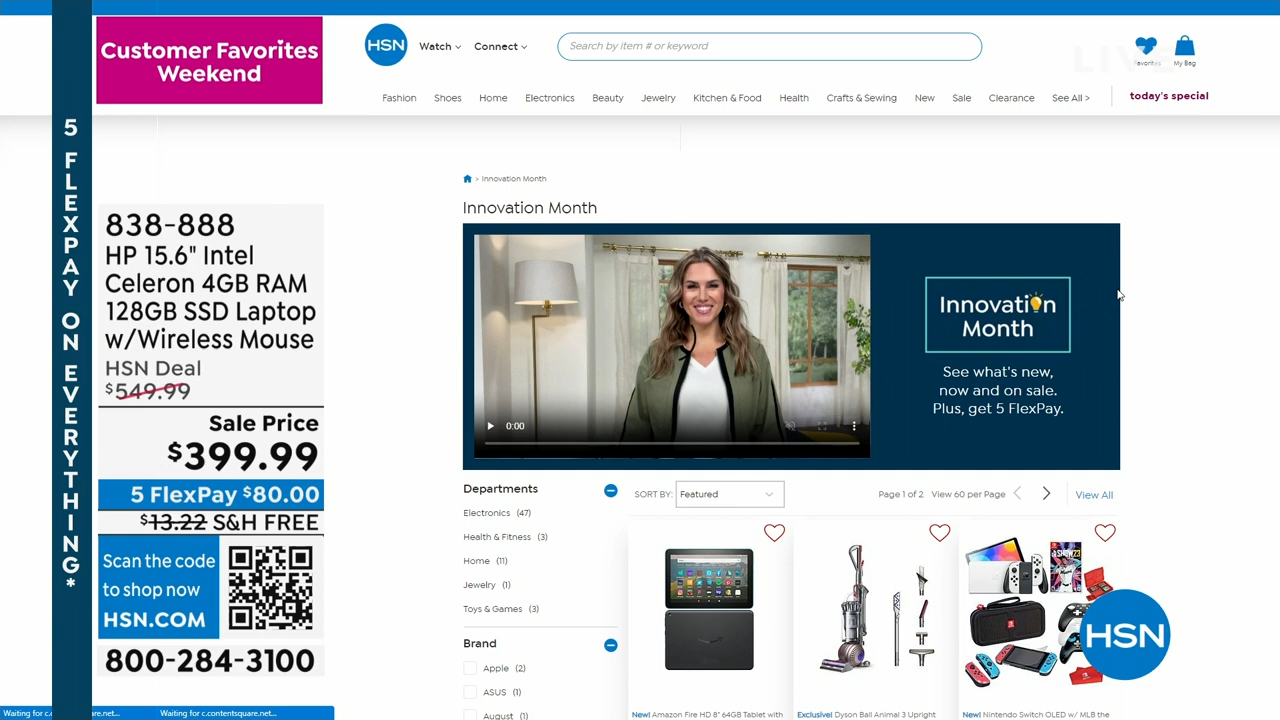 Customer Favorites
Weekend
5 FLEXPAY ON EVERYTHING*
838-888
HP 15.6" Intel
Celeron 4GB RAM
128GB SSD Laptop
w/Wireless Mouse
HSN Deal
$549.99
Sale Price
$399.99
5 FlexPay $80.00
$13.22 S&H FREE
Scan the code
to shop now
HSN.COM
800-284-3100
Waiting for c.contentsquare.net...
HSN
Watch
Connect
Search by item # or keyword
LIVE
Favorites
My Bag
Fashion Shoes Home Electronics Beauty Jewelry Kitchen & Food Health Crafts & Sewing New Sale Clearance See All > today's special
> Innovation Month
Innovation Month
0:00
Innovation
Month
See what's new,
now and on sale.
Plus, get 5 FlexPay.
Departments
Electronics (47)
Health & Fitness (3)
Home (11)
Jewelry (1)
Toys & Games (3)
Brand
Apple (2)
ASUS (1)
August (1)
SORT BY: Featured
Page 1 of 2 View 60 per Page
View All
New! Amazon Fire HD 8" 64GB Tablet with
Exclusive! Dyson Ball Animal 3 Upright
New! Nintendo Switch OLED w/ MLB the
HSN